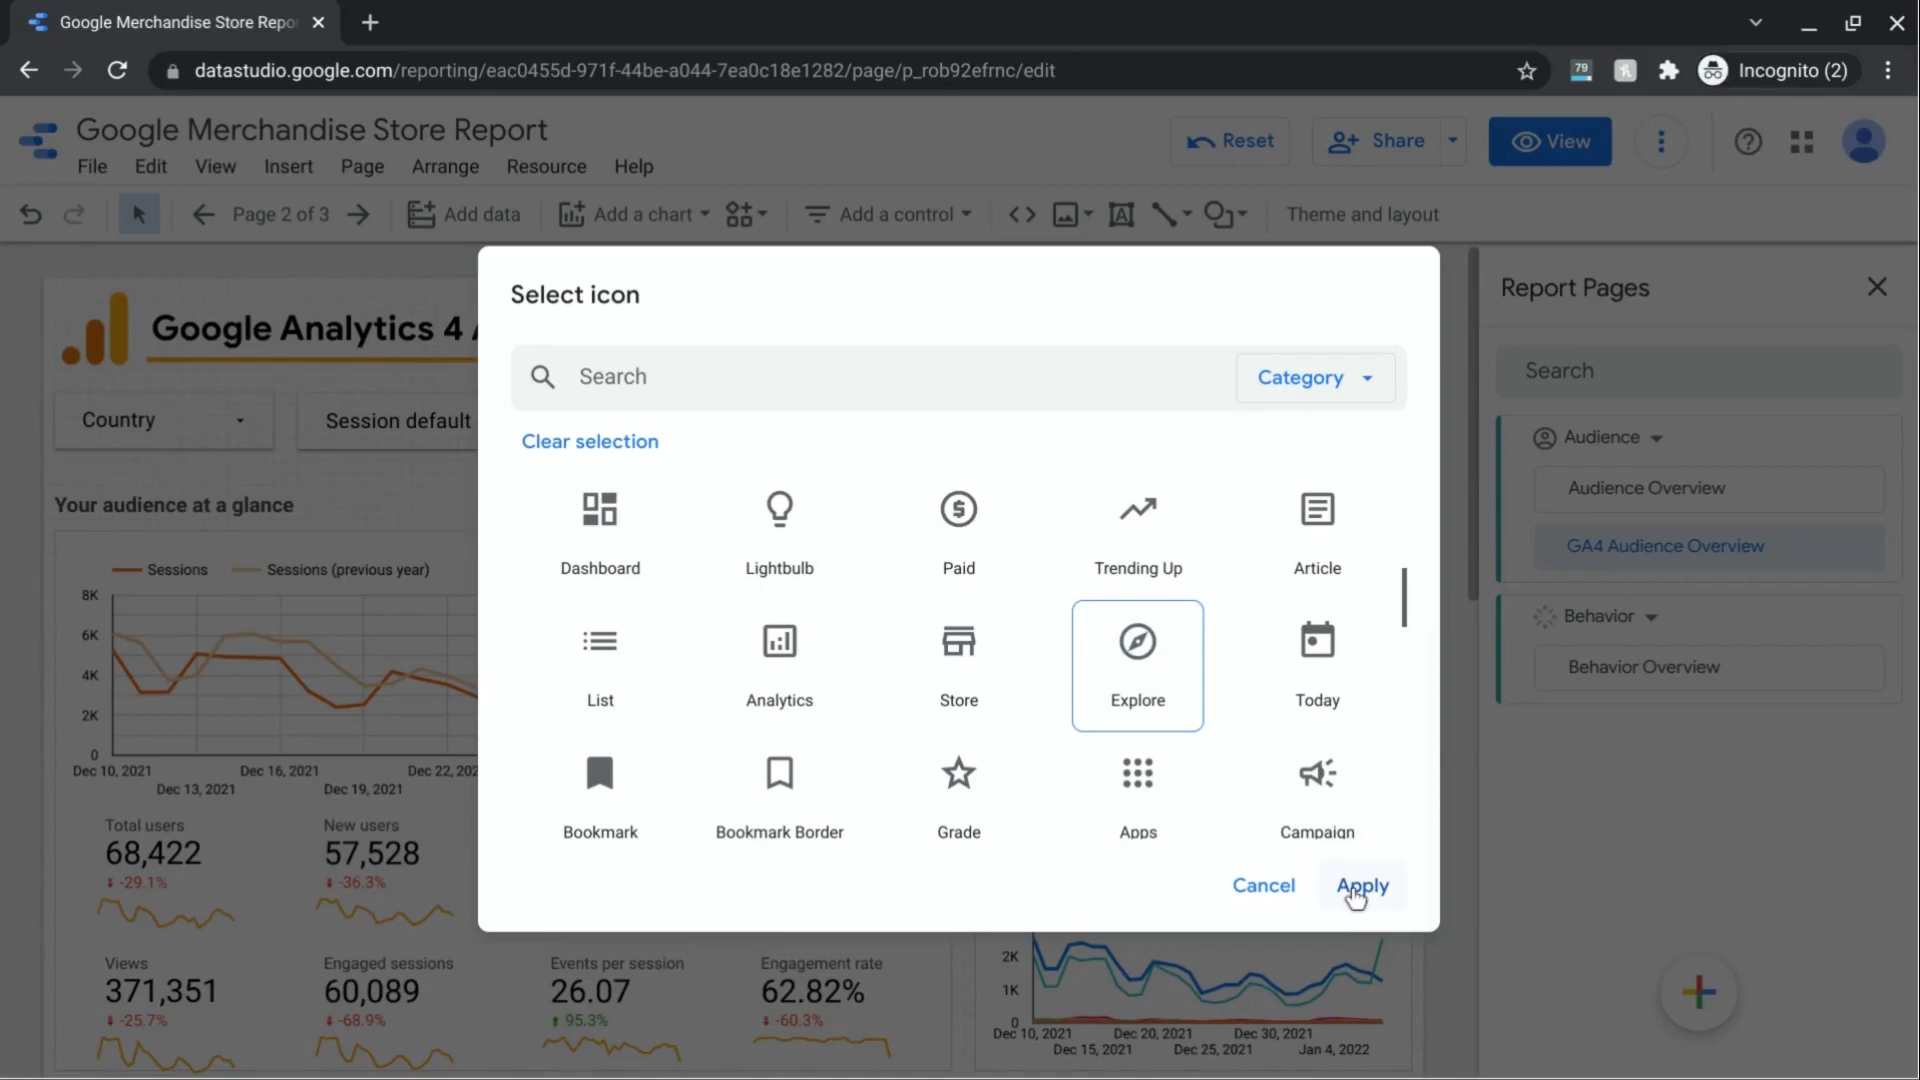 Google Merchandise Store Repo
datastudio.google.com/reporting/eac0455d-971f-44be-a044-7ea0c18e1282/page/p_rob92efrnc/edit
79
Incognito (2)
Google Merchandise Store Report
File Edit View Insert Page Arrange Resource Help
Reset
Share
View
Page 2 of 3
Add data
Add a chart
Add a control
Theme and layout
Google Analytics 4
Country
Session default
Your audience at a glance
Sessions
Sessions (previous year)
8K
6K
4K
2K
0
Dec 10, 2021
Dec 16, 2021
Dec 22, 202
Dec 13, 2021
Dec 19, 2021
Total users
68,422
-29.1%
New users
57,528
-36.3%
Views
371,351
-25.7%
Engaged sessions
60,089
-68.9%
Events per session
26.07
95.3%
Engagement rate
62.82%
-60.3%
2K
1K
0
Dec 10, 2021
Dec 20, 2021
Dec 30, 2021
Dec 15, 2021
Dec 25, 2021
Jan 4, 2022
Select icon
Search
Category
Clear selection
Dashboard
Lightbulb
Paid
Trending Up
Article
List
Analytics
Store
Explore
Today
Bookmark
Bookmark Border
Grade
Apps
Campaign
Cancel
Apply
Report Pages
Search
Audience
Audience Overview
GA4 Audience Overview
Behavior
Behavior Overview